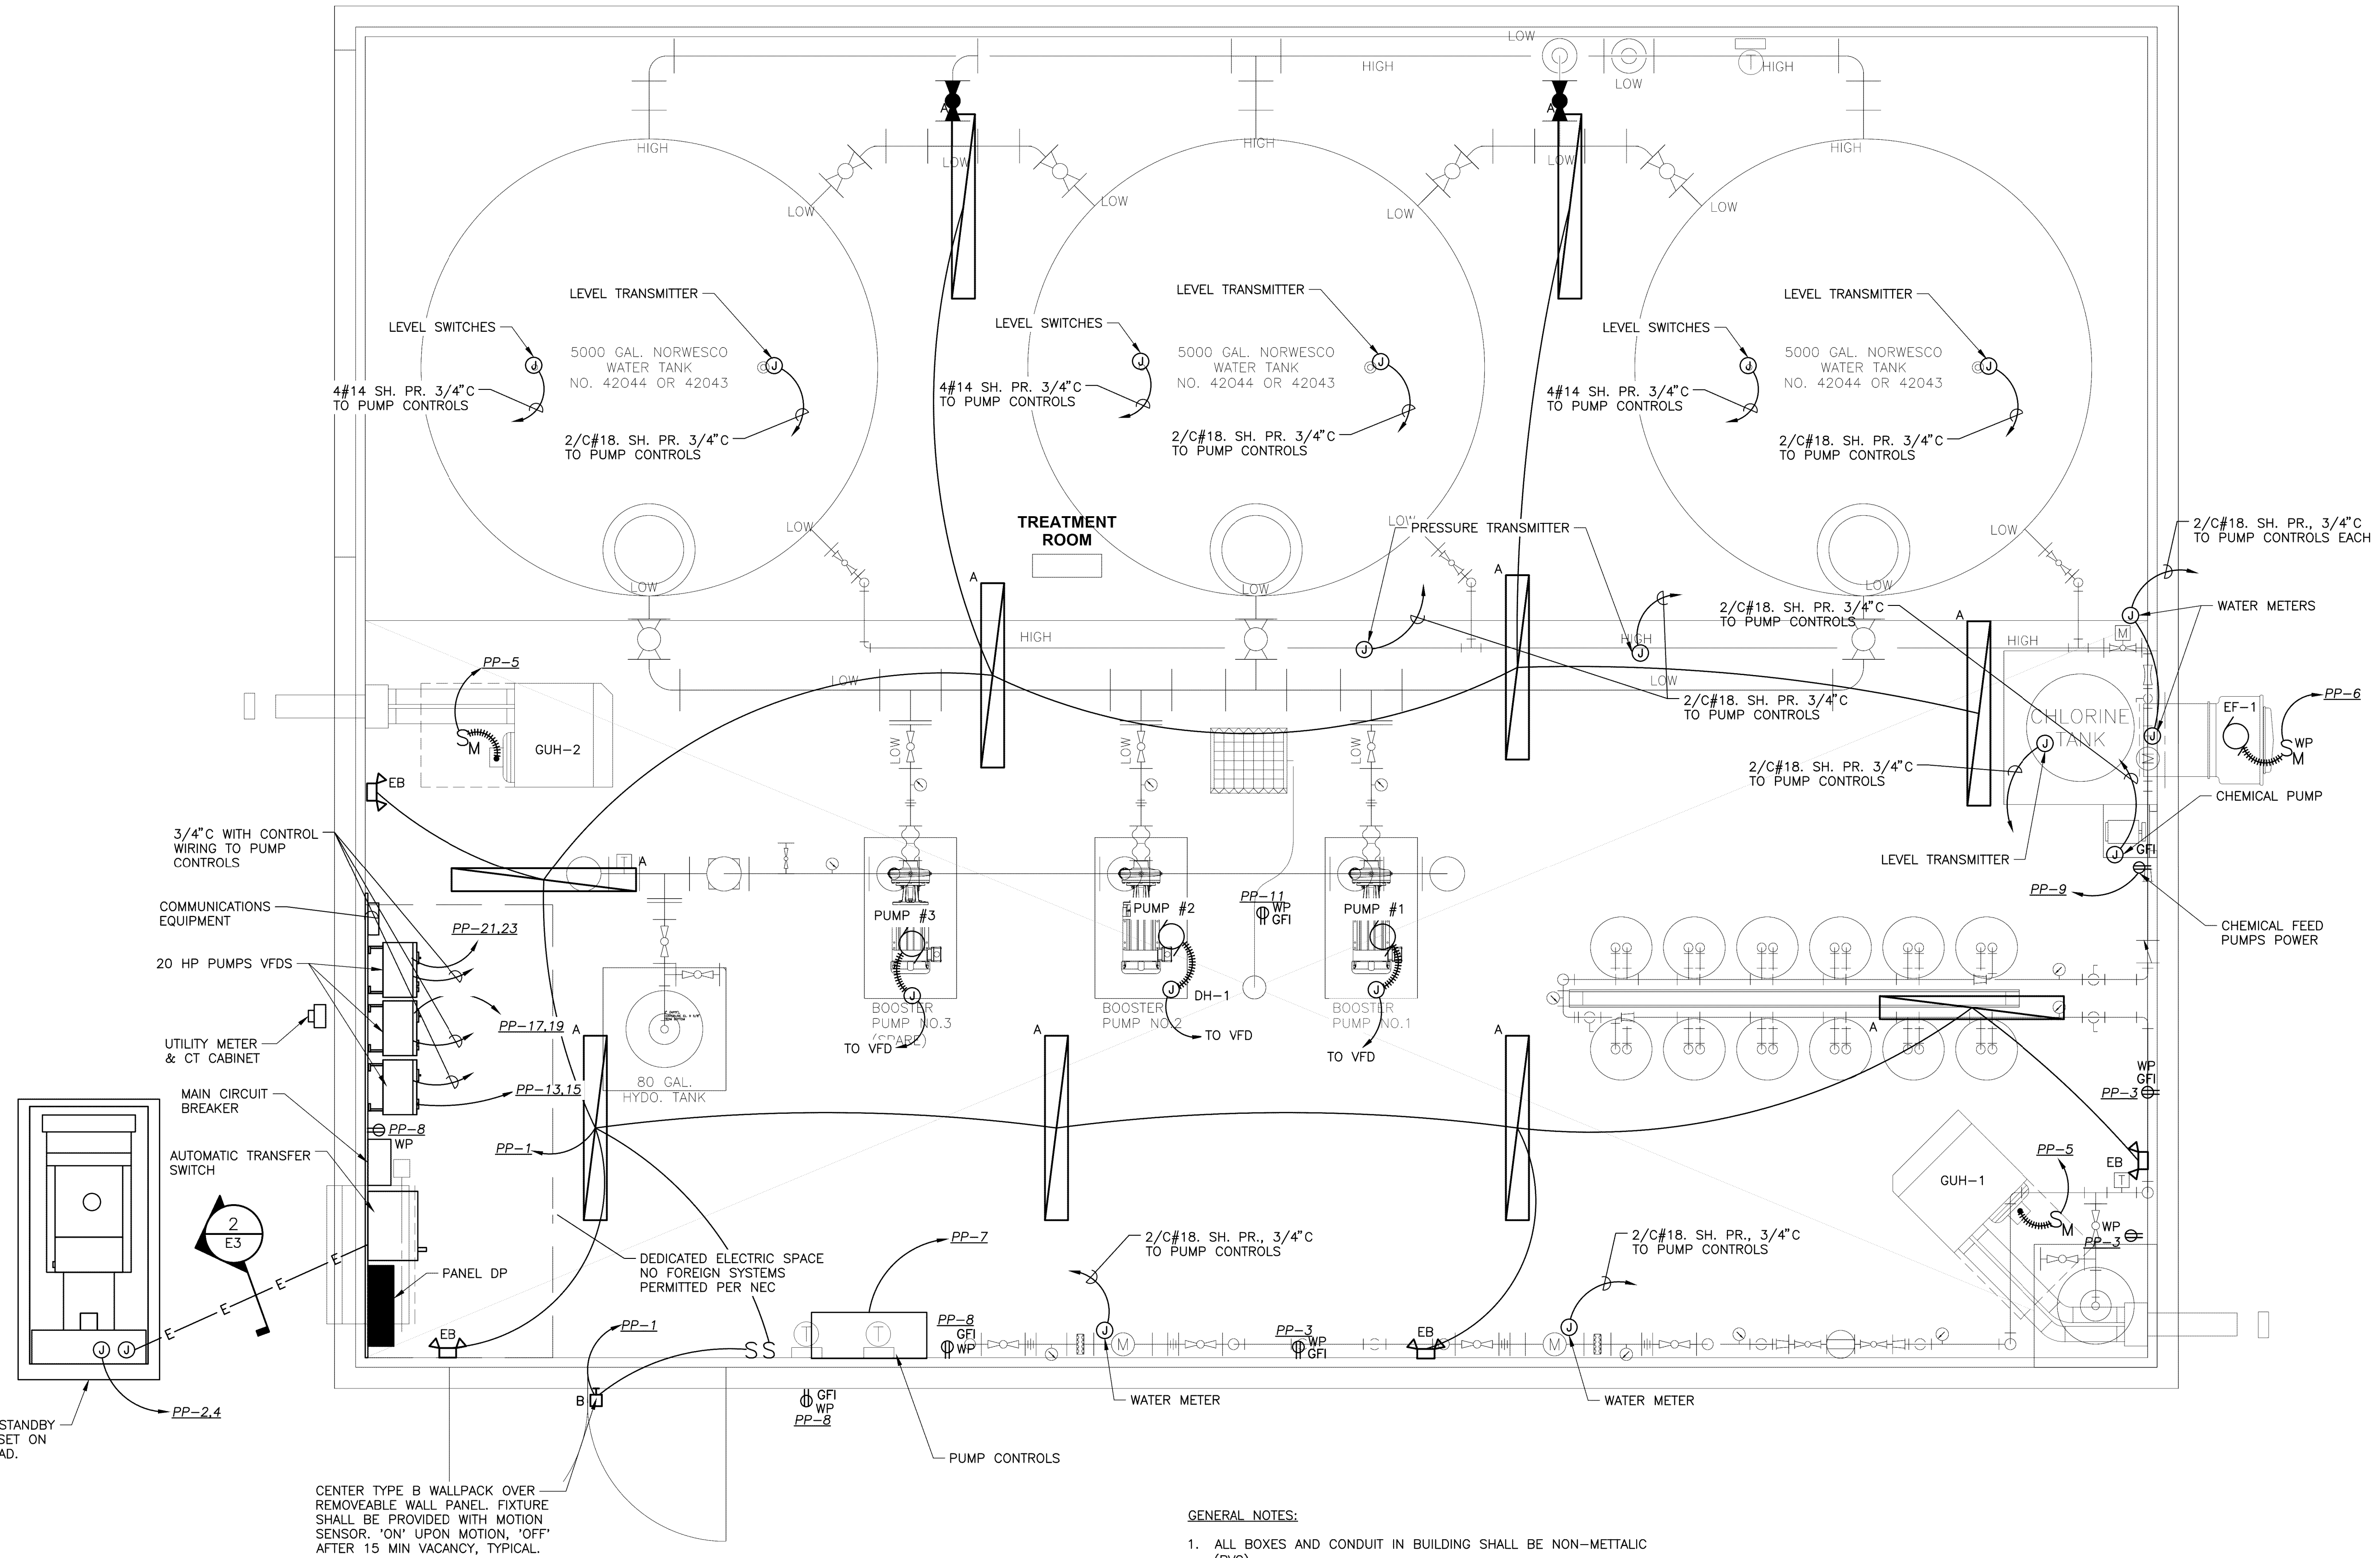 LOW
HIGH
T
HIGH
LOW
A
A
HIGH
LOW
HIGH
LOW
HIGH
LOW
LOW
LOW
LOW
LEVEL TRANSMITTER
LEVEL SWITCHES
J
J
5000 GAL. NORWESCO
WATER TANK
NO. 42044 OR 42043
4#14 SH. PR. 3/4"C
TO PUMP CONTROLS
2/C#18. SH. PR. 3/4"C
TO PUMP CONTROLS
LEVEL TRANSMITTER
LEVEL SWITCHES
J
J
5000 GAL. NORWESCO
WATER TANK
NO. 42044 OR 42043
4#14 SH. PR. 3/4"C
TO PUMP CONTROLS
2/C#18. SH. PR. 3/4"C
TO PUMP CONTROLS
LEVEL TRANSMITTER
LEVEL SWITCHES
J
J
5000 GAL. NORWESCO
WATER TANK
NO. 42044 OR 42043
4#14 SH. PR. 3/4"C
TO PUMP CONTROLS
2/C#18. SH. PR. 3/4"C
TO PUMP CONTROLS
TREATMENT
ROOM
LOW
LOW
LOW
PRESSURE TRANSMITTER
2/C#18. SH. PR., 3/4"C
TO PUMP CONTROLS EACH
LOW
LOW
LOW
A
A
A
2/C#18. SH. PR. 3/4"C
TO PUMP CONTROLS
WATER METERS
J
HIGH
J
HIGH
J
HIGH
M
LOW
LOW
2/C#18. SH. PR. 3/4"C
TO PUMP CONTROLS
PP-5
S
M
GUH-2
EB
LOW
LOW
LOW
CHLORINE
TANK
J
J
M
EF-1
PP-6
S
WP
M
2/C#18. SH. PR. 3/4"C
TO PUMP CONTROLS
CHEMICAL PUMP
3/4"C WITH CONTROL
WIRING TO PUMP
CONTROLS
T
A
LEVEL TRANSMITTER
J
GFI
PP-9
CHEMICAL FEED
PUMPS POWER
COMMUNICATIONS
EQUIPMENT
PP-21,23
20 HP PUMPS VFDS
PP-17,19
UTILITY METER
& CT CABINET
PUMP #3
PUMP #2
PP-11
WP
GFI
PUMP #1
J
J
DH-1
J
BOOSTER
PUMP NO.3
(SPARE)
BOOSTER
PUMP NO.2
BOOSTER
PUMP NO.1
TO VFD
TO VFD
TO VFD
A
A
A
A
80 GAL.
HYDO. TANK
MAIN CIRCUIT
BREAKER
PP-13,15
PP-8
WP
PP-1
AUTOMATIC TRANSFER
SWITCH
WP
GFI
PP-3
PP-5
EB
T
GUH-1
S
M
WP
PP-3
2
E3
E
E
E
E
PANEL DP
DEDICATED ELECTRIC SPACE
NO FOREIGN SYSTEMS
PERMITTED PER NEC
PP-7
2/C#18. SH. PR., 3/4"C
TO PUMP CONTROLS
2/C#18. SH. PR., 3/4"C
TO PUMP CONTROLS
J
J
PP-2,4
EB
PP-1
S S
T
T
PP-8
GFI
WP
J
M
PP-3
WP
GFI
EB
J
M
B
GFI
WP
PP-8
WATER METER
WATER METER
PUMP CONTROLS
STANDBY
SET ON
AD.
CENTER TYPE B WALLPACK OVER
REMOVEABLE WALL PANEL. FIXTURE
SHALL BE PROVIDED WITH MOTION
SENSOR. 'ON' UPON MOTION, 'OFF'
AFTER 15 MIN VACANCY, TYPICAL.
GENERAL NOTES:
1. ALL BOXES AND CONDUIT IN BUILDING SHALL BE NON-METTALIC